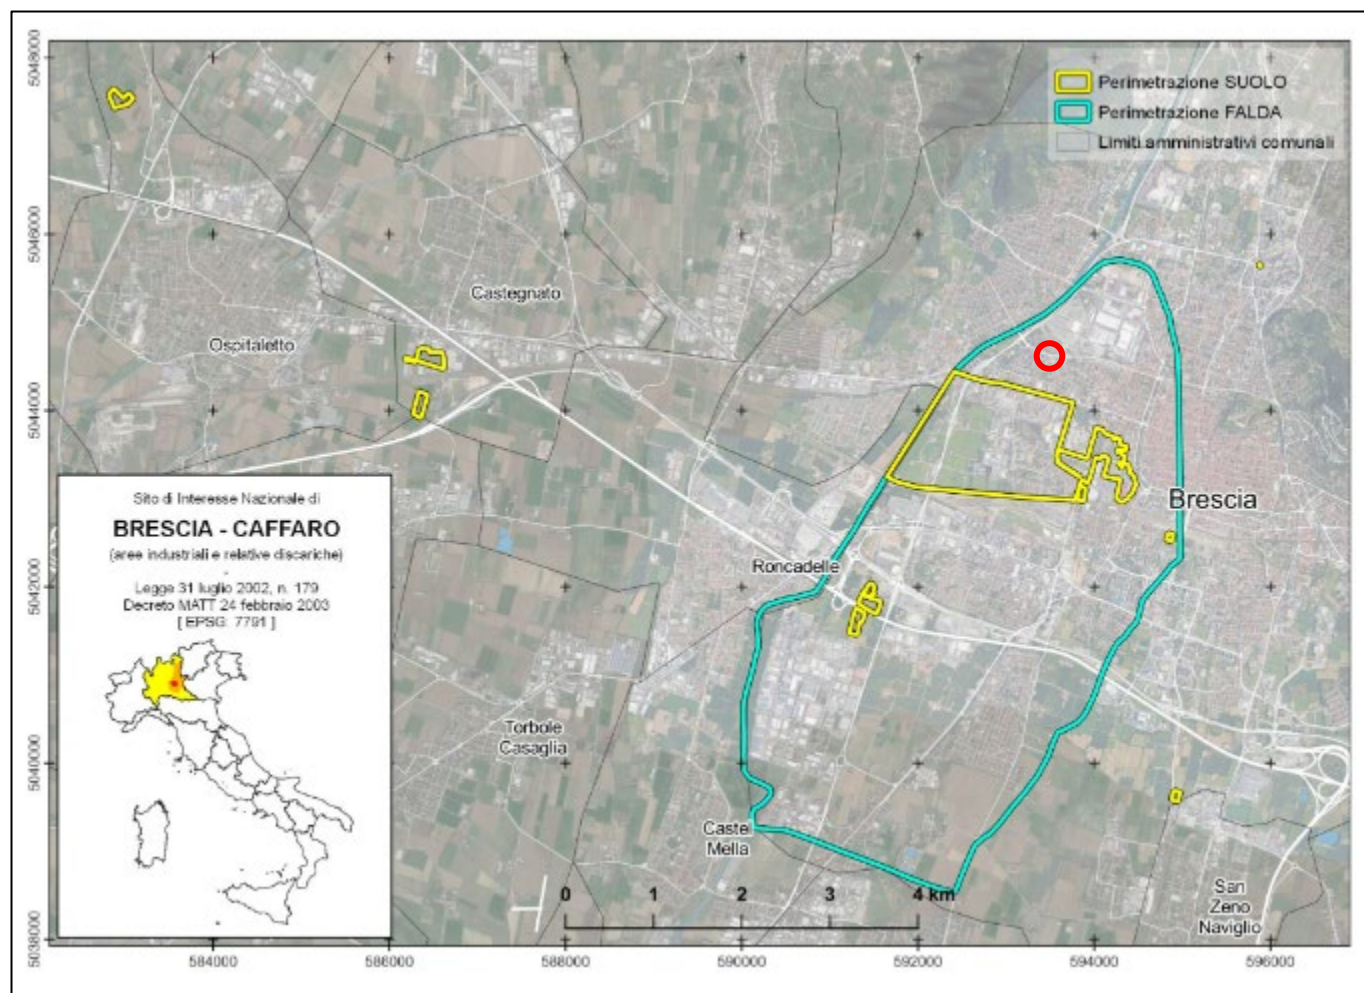 Perimetrazione SUOLO
Perimetrazione FALDA
Limiti amministrativi comunali
5048000
5046000
5044000
5042000
5040000
5038000
Castegnato
Ospitaletto
Brescia
Roncadelle
Torbole
Casaglia
Castel
Mella
San
Zeno
Naviglio
Sito di Interesse Nazionale di
BRESCIA - CAFFARO
(aree industriali e relative discariche)
-
Legge 31 luglio 2002, n. 179
Decreto MATT 24 febbraio 2003
[ EPSG: 7791 ]
0 1 2 3 4 km
584000 586000 588000 590000 592000 594000 596000